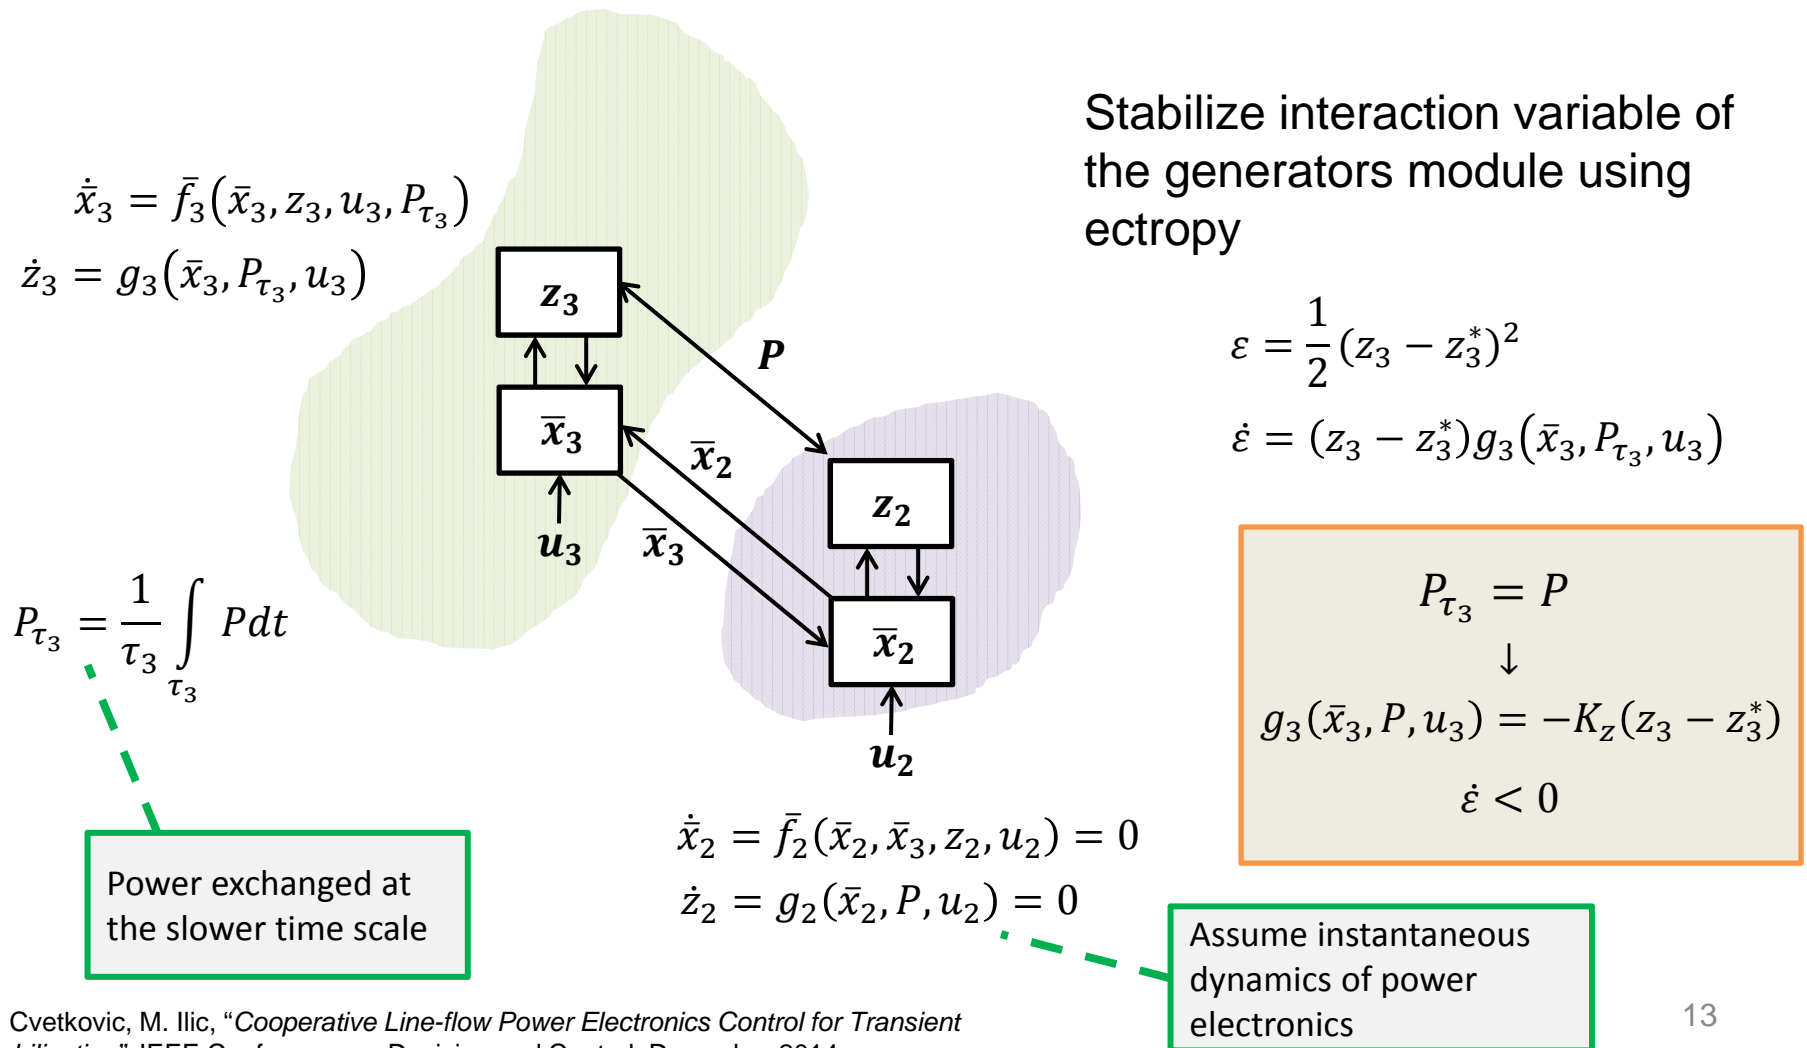 Stabilize interaction variable of
the generators module using
ectropy
ẋ̄₃ = f̄₃(x̄₃, z₃, u₃, P_τ₃)
ż₃ = g₃(x̄₃, P_τ₃, u₃)
z₃
P
x̄₃
x̄₂
z₂
u₃
x̄₃
x̄₂
u₂
ε = 1/2 (z₃ − z₃*)²
ε̇ = (z₃ − z₃*)g₃(x̄₃, P_τ₃, u₃)
P_τ₃ = 1/τ₃ ∫_τ₃ Pdt
P_τ₃ = P
↓
g₃(x̄₃, P, u₃) = −K_z(z₃ − z₃*)
ε̇ < 0
ẋ̄₂ = f̄₂(x̄₂, x̄₃, z₂, u₂) = 0
ż₂ = g₂(x̄₂, P, u₂) = 0
Power exchanged at
the slower time scale
Assume instantaneous
dynamics of power
electronics
Cvetkovic, M. Ilic, “Cooperative Line-flow Power Electronics Control for Transient
13